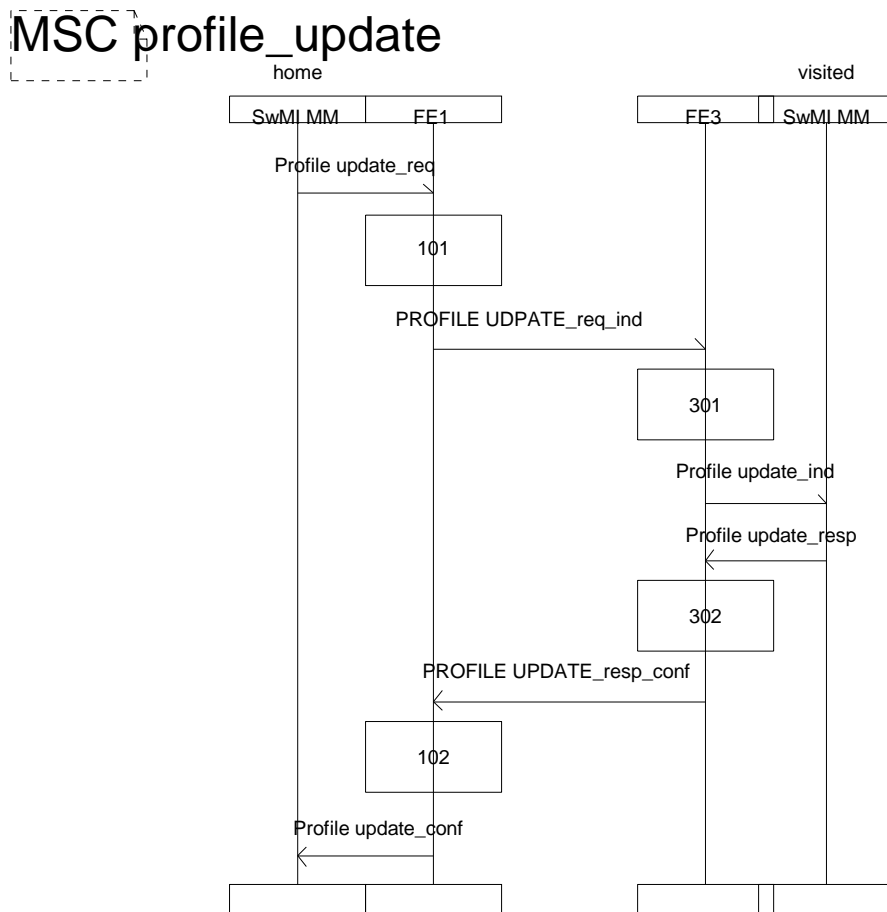 MSC profile_update
home
visited
SwMI MM
FE1
FE3
SwMI MM
Profile update_req
101
PROFILE UDPATE_req_ind
301
Profile update_ind
Profile update_resp
302
PROFILE UPDATE_resp_conf
102
Profile update_conf